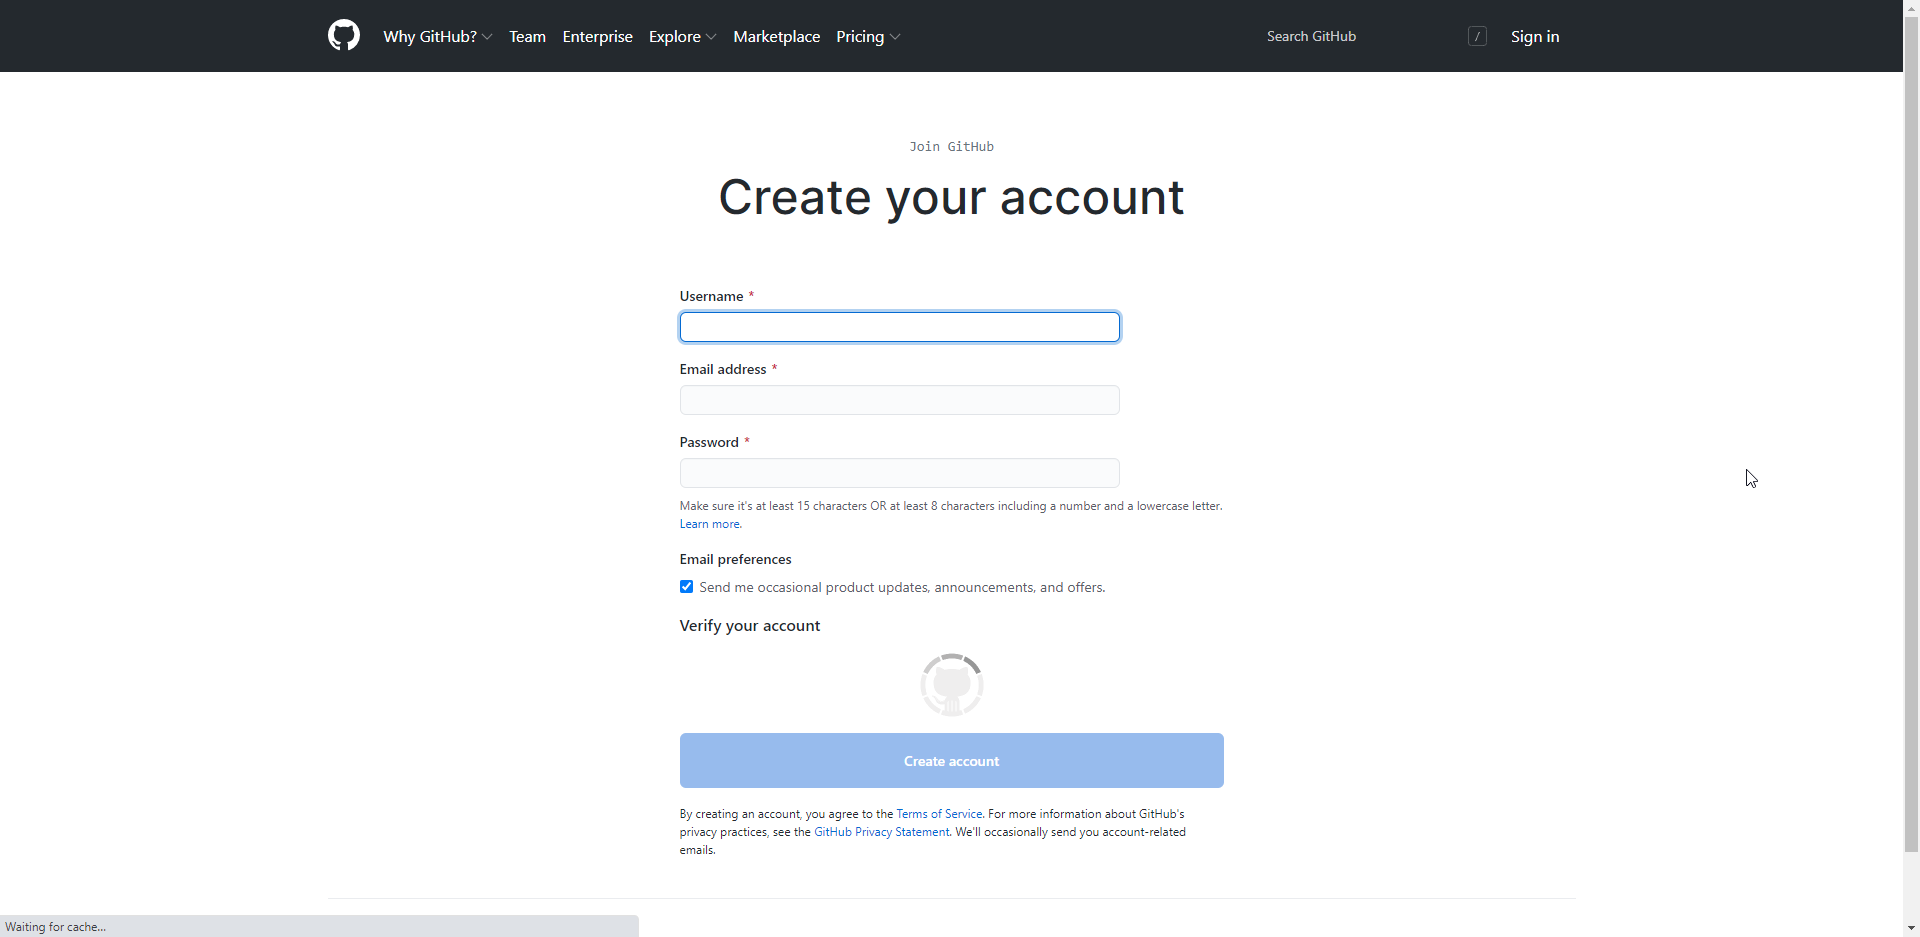 Why GitHub? Team Enterprise Explore Marketplace Pricing Search GitHub / Sign in
Join GitHub
Create your account
Username *
Email address *
Password *
Make sure it's at least 15 characters OR at least 8 characters including a number and a lowercase letter.
Learn more.
Email preferences
Send me occasional product updates, announcements, and offers.
Verify your account
Create account
By creating an account, you agree to the Terms of Service. For more information about GitHub's
privacy practices, see the GitHub Privacy Statement. We'll occasionally send you account-related
emails.
Waiting for cache...